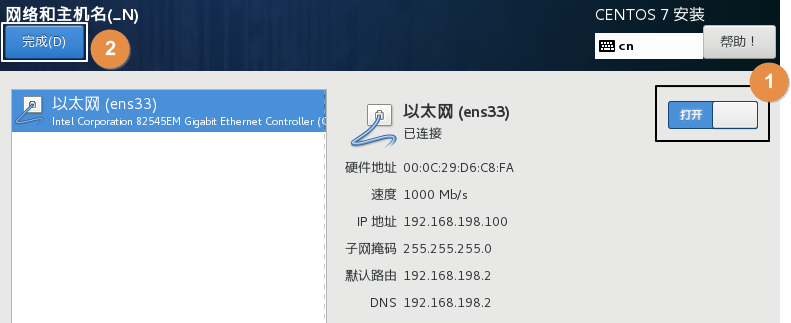 网络和主机名(_N)
CENTOS 7 安装
完成(D)
2
cn
帮助！
1
以太网 (ens33)
Intel Corporation 82545EM Gigabit Ethernet Controller (
以太网 (ens33)
已连接
打开
硬件地址 00:0C:29:D6:C8:FA
速度 1000 Mb/s
IP 地址 192.168.198.100
子网掩码 255.255.255.0
默认路由 192.168.198.2
DNS 192.168.198.2